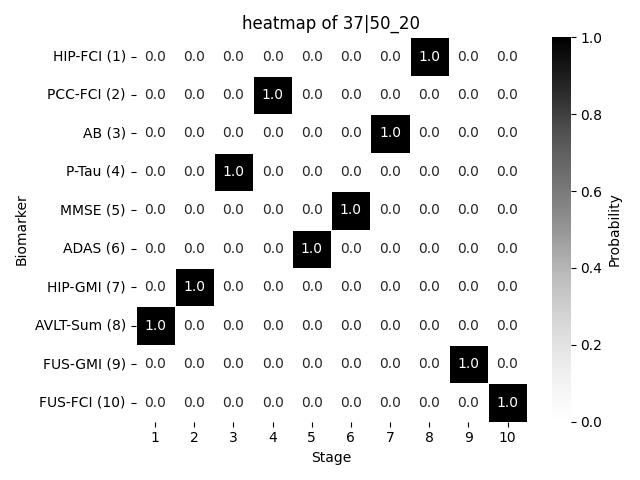 heatmap of 37|50_20
HIP-FCI (1) 0.0 0.0 0.0 0.0 0.0 0.0 0.0 1.0 0.0 0.0
PCC-FCI (2) 0.0 0.0 0.0 1.0 0.0 0.0 0.0 0.0 0.0 0.0
AB (3) 0.0 0.0 0.0 0.0 0.0 0.0 1.0 0.0 0.0 0.0
P-Tau (4) 0.0 0.0 1.0 0.0 0.0 0.0 0.0 0.0 0.0 0.0
MMSE (5) 0.0 0.0 0.0 0.0 0.0 1.0 0.0 0.0 0.0 0.0
ADAS (6) 0.0 0.0 0.0 0.0 1.0 0.0 0.0 0.0 0.0 0.0
HIP-GMI (7) 0.0 1.0 0.0 0.0 0.0 0.0 0.0 0.0 0.0 0.0
AVLT-Sum (8) 1.0 0.0 0.0 0.0 0.0 0.0 0.0 0.0 0.0 0.0
FUS-GMI (9) 0.0 0.0 0.0 0.0 0.0 0.0 0.0 0.0 1.0 0.0
FUS-FCI (10) 0.0 0.0 0.0 0.0 0.0 0.0 0.0 0.0 0.0 1.0
1 2 3 4 5 6 7 8 9 10
Stage
Biomarker
1.0
0.8
0.6
0.4
0.2
0.0
Probability